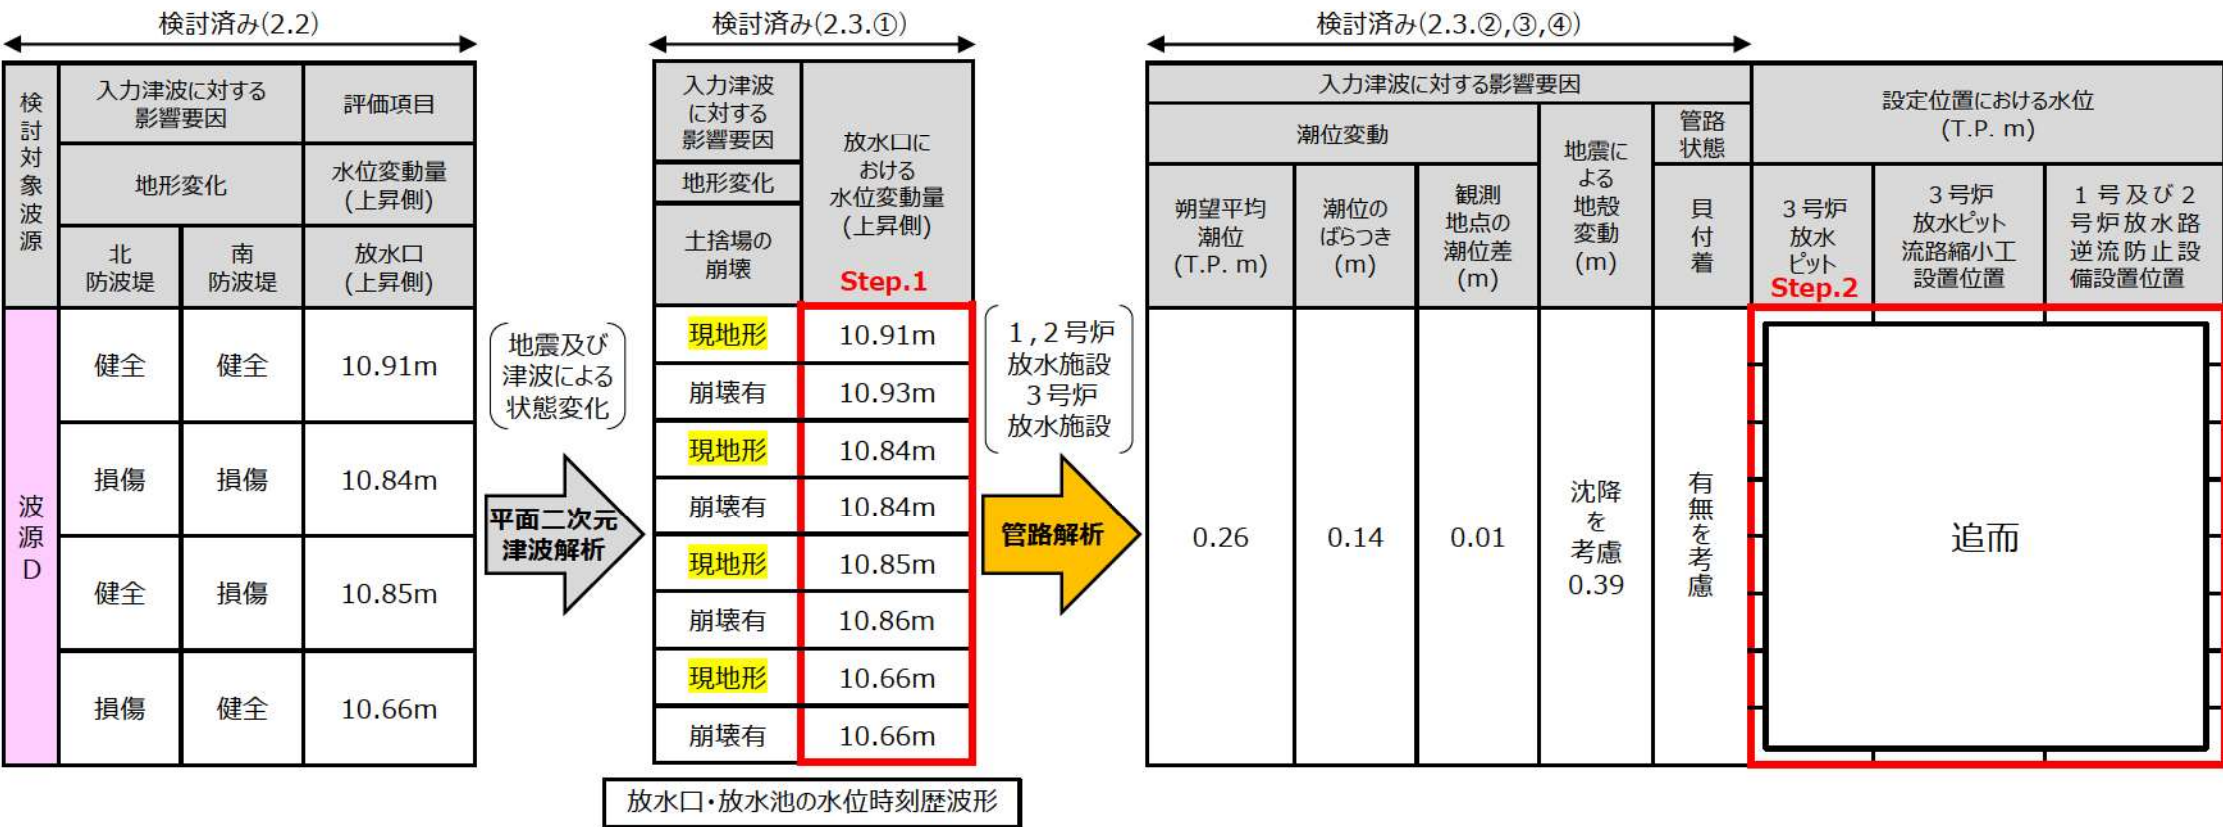 検討済み(2.2)
検討対象波源
入力津波に対する
影響要因
評価項目
地形変化
水位変動量
(上昇側)
北
防波堤
南
防波堤
放水口
(上昇側)
波源D
健全
健全
10.91m
損傷
損傷
10.84m
健全
損傷
10.85m
損傷
健全
10.66m
地震及び
津波による
状態変化
平面二次元
津波解析
検討済み(2.3.①)
入力津波
に対する
影響要因
地形変化
土捨場の
崩壊
放水口に
おける
水位変動量
(上昇側)
Step.1
現地形
10.91m
崩壊有
10.93m
現地形
10.84m
崩壊有
10.84m
現地形
10.85m
崩壊有
10.86m
現地形
10.66m
崩壊有
10.66m
放水口・放水池の水位時刻歴波形
1,2号炉
放水施設
3号炉
放水施設
管路解析
検討済み(2.3.②,③,④)
入力津波に対する影響要因
潮位変動
朔望平均
潮位
(T.P. m)
潮位の
ばらつき
(m)
観測
地点の
潮位差
(m)
地震に
よる
地殻
変動
(m)
管路
状態
貝付着
設定位置における水位
(T.P. m)
3号炉
放水
ピット
Step.2
3号炉
放水ピット
流路縮小工
設置位置
1号及び2
号炉放水路
逆流防止設
備設置位置
0.26
0.14
0.01
沈降
を
考慮
0.39
有無を考慮
追而